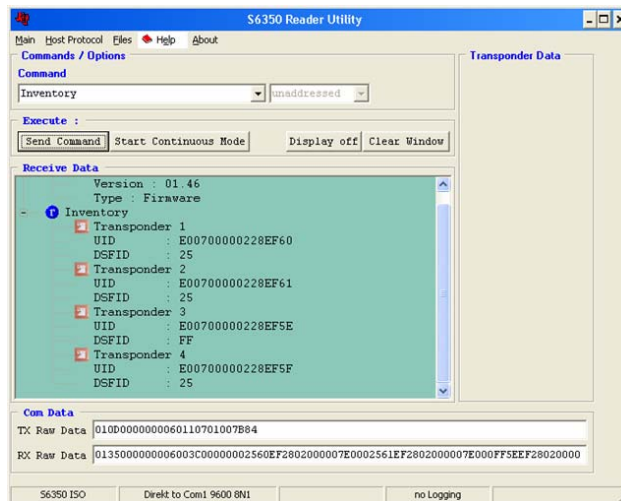 S6350 Reader Utility
Main Host Protocol Files Help About
Commands / Options
Transponder Data
Command
Inventory unaddressed
Execute :
Send Command Start Continuous Mode Display off Clear Window
Receive Data
Version : 01.46
Type : Firmware
Inventory
Transponder 1
UID : E00700000228EF60
DSFID : 25
Transponder 2
UID : E00700000228EF61
DSFID : 25
Transponder 3
UID : E00700000228EF5E
DSFID : FF
Transponder 4
UID : E00700000228EF5F
DSFID : 25
Com Data
TX Raw Data 010D0000000060110701007B84
RX Raw Data 0135000000006003C00000002560EF2802000007E0002561EF2802000007E000FF5EEF28020000
S6350 ISO Direkt to Com1 9600 8N1 no Logging